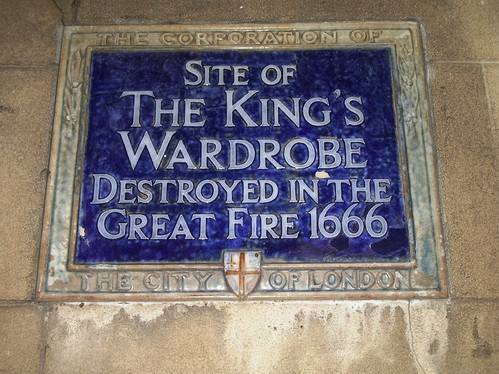 THE CORPORATION OF
SITE OF
THE KING'S
WARDROBE
DESTROYED IN THE
GREAT FIRE 1666
THE CITY OF LONDON